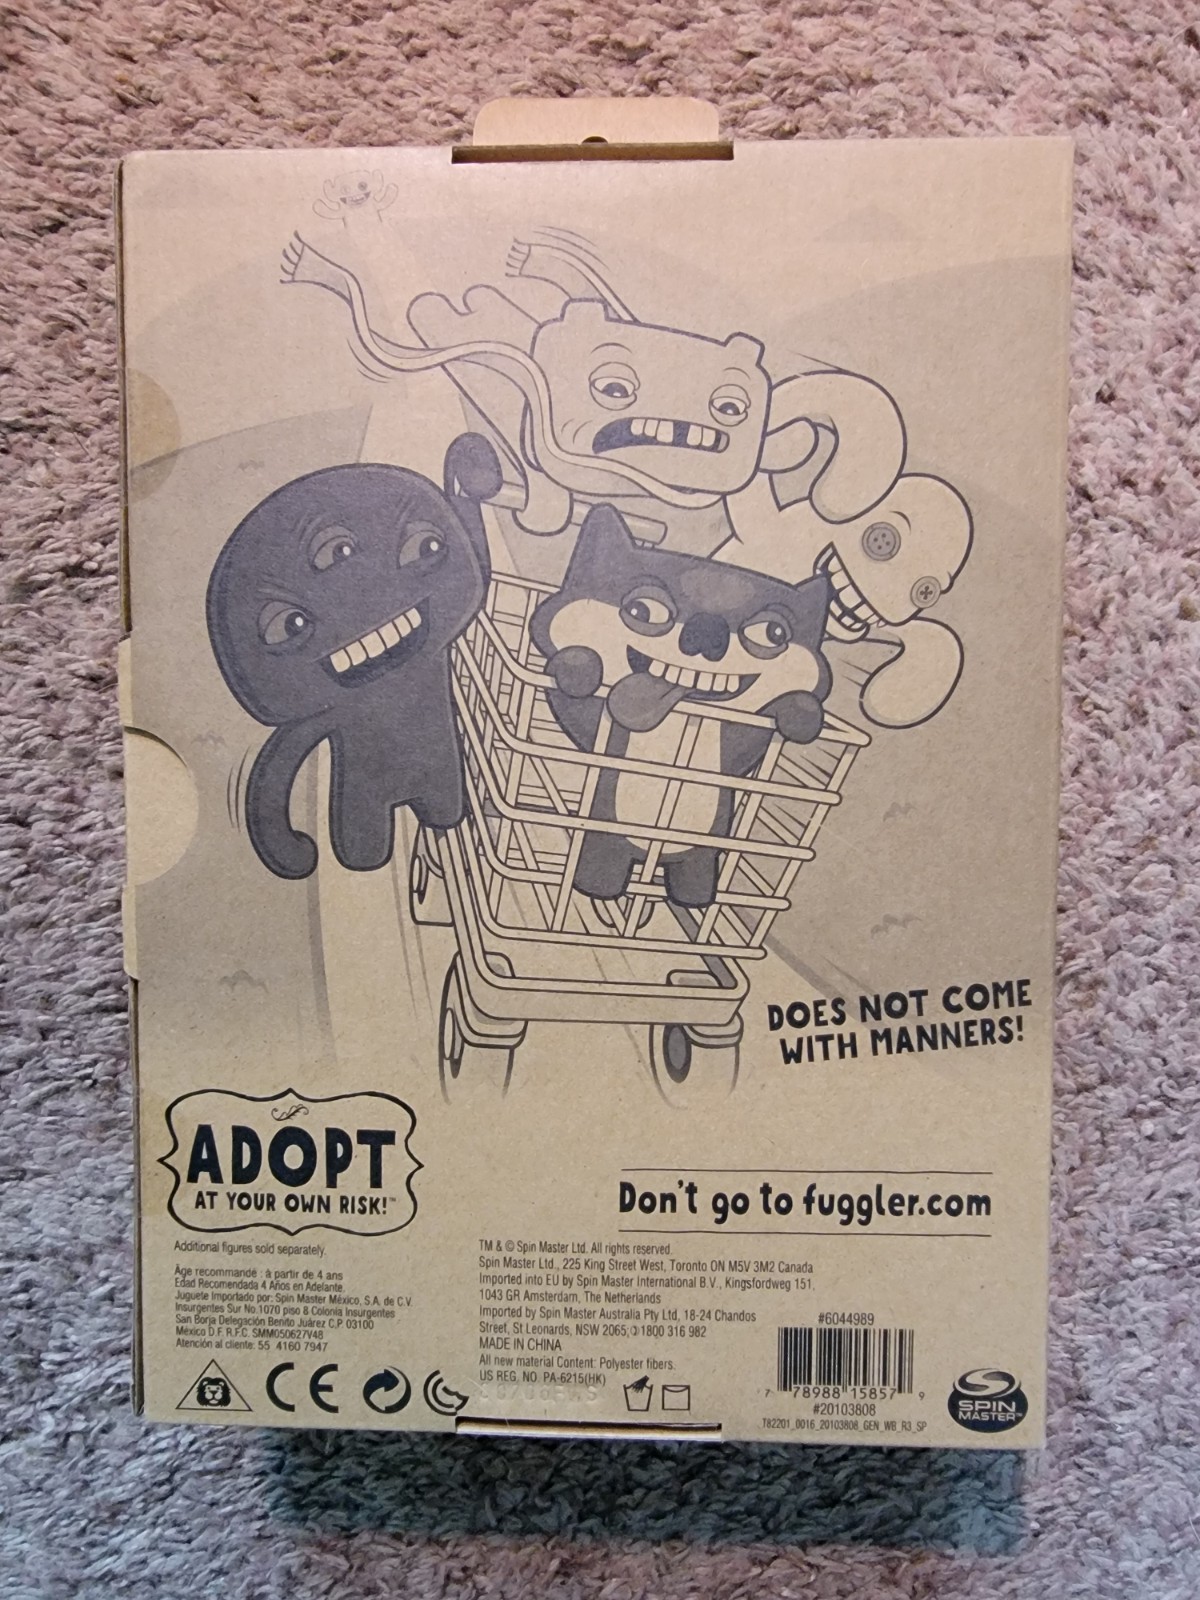 DOES NOT COME
WITH MANNERS!
ADOPT
AT YOUR OWN RISK!™
Don't go to fuggler.com
Additional figures sold separately.
Âge recommandé : à partir de 4 ans
Edad Recomendada 4 Años en Adelante.
Juguete Importado por: Spin Master México, S.A. de C.V.
Insurgentes Sur No.1070 piso 8 Colonia Insurgentes
San Borja Delegación Benito Juárez C.P 03100
México D.F. R.F.C. SMM050627V48
Atención al cliente: 55 4160 7947
CE
TM & © Spin Master Ltd. All rights reserved.
Spin Master Ltd., 225 King Street West, Toronto ON M5V 3M2 Canada
Imported into EU by Spin Master International B.V., Kingsfordweg 151,
1043 GR Amsterdam, The Netherlands
Imported by Spin Master Australia Pty Ltd, 18-24 Chandos
Street, St Leonards, NSW 2065; 1800 316 982
MADE IN CHINA
All new material Content: Polyester fibers.
US REG. NO. PA-6215(HK)
#6044989
7 78988 15857 9
#20103808
T82201_0016_20103808_GEN_WB_R3_SP
SPIN
MASTER™